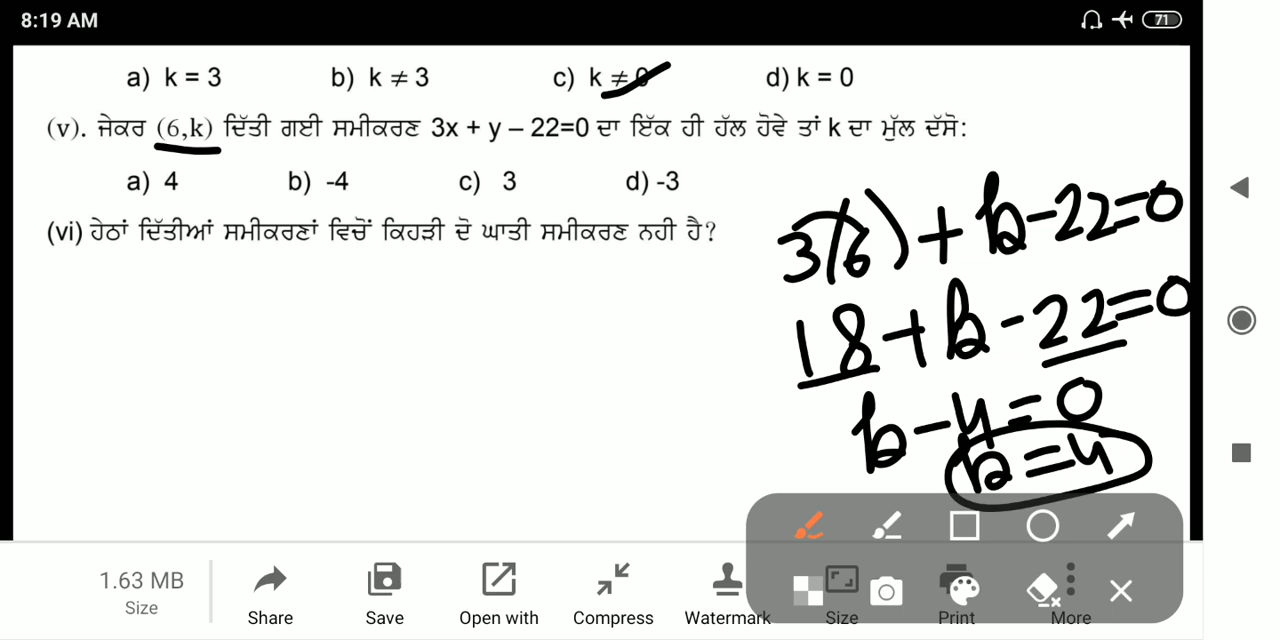 8:19 AM
71
a) k = 3 b) k ≠ 3 c) k ≠ 0 d) k = 0
(v). ਜੇਕਰ (6,k) ਦਿੱਤੀ ਗਈ ਸਮੀਕਰਣ 3x + y – 22=0 ਦਾ ਇੱਕ ਹੀ ਹੱਲ ਹੋਵੇ ਤਾਂ k ਦਾ ਮੁੱਲ ਦੱਸੋ:
a) 4 b) -4 c) 3 d) -3
(vi) ਹੇਠਾਂ ਦਿੱਤੀਆਂ ਸਮੀਕਰਣਾਂ ਵਿਚੋਂ ਕਿਹੜੀ ਦੋ ਘਾਤੀ ਸਮੀਕਰਣ ਨਹੀ ਹੈ?
3(6) + k - 22 = 0
18 + k - 22 = 0
k - 4 = 0
k = 4
1.63 MB
Size
Share Save Open with Compress Watermark Size Print More